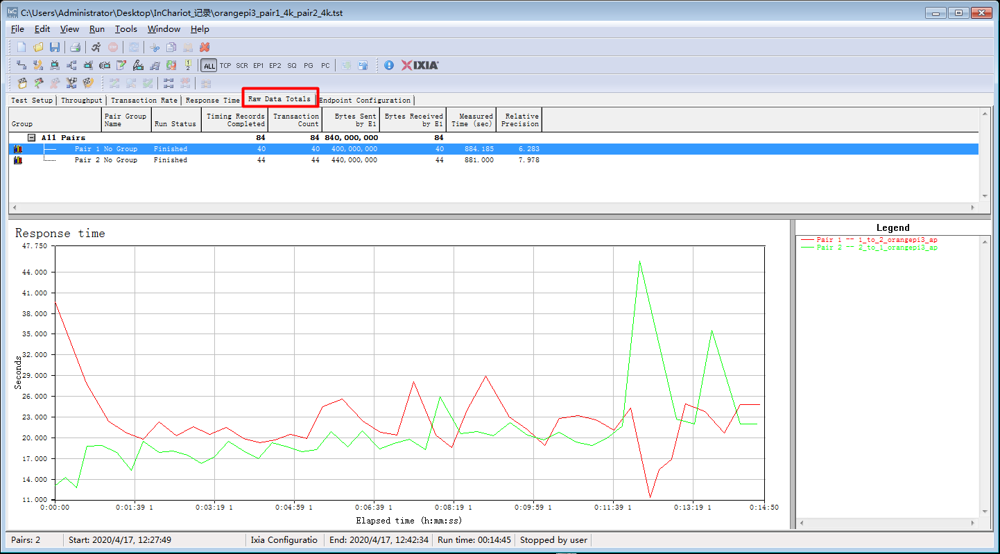 C:\Users\Administrator\Desktop\InChariot_记录\orangepi3_pair1_4k_pair2_4k.tst
File Edit View Run Tools Window Help
ALL TCP SCR EP1 EP2 SQ PG PC IXIA
Test Setup Throughput Transaction Rate Response Time Raw Data Totals Endpoint Configuration
Group Pair Group Name Run Status Timing Records Completed Transaction Count Bytes Sent by E1 Bytes Received by E1 Measured Time (sec) Relative Precision
All Pairs 84 84 840,000,000 84
Pair 1 No Group Finished 40 40 400,000,000 40 884.185 6.283
Pair 2 No Group Finished 44 44 440,000,000 44 881.000 7.978
Response time
47.750
44.000
41.000
38.000
35.000
32.000
29.000
26.000
23.000
20.000
17.000
14.000
11.000
Seconds
0:00:00 0:01:39 1 0:03:19 1 0:04:59 1 0:06:39 1 0:08:19 1 0:09:59 1 0:11:39 1 0:13:19 1 0:14:50
Elapsed time (h:mm:ss)
Legend
Pair 1 -- 1_to_2_orangepi3_ap
Pair 2 -- 2_to_1_orangepi3_ap
Pairs: 2 Start: 2020/4/17, 12:27:49 Ixia Configuratio End: 2020/4/17, 12:42:34 Run time: 00:14:45 Stopped by user